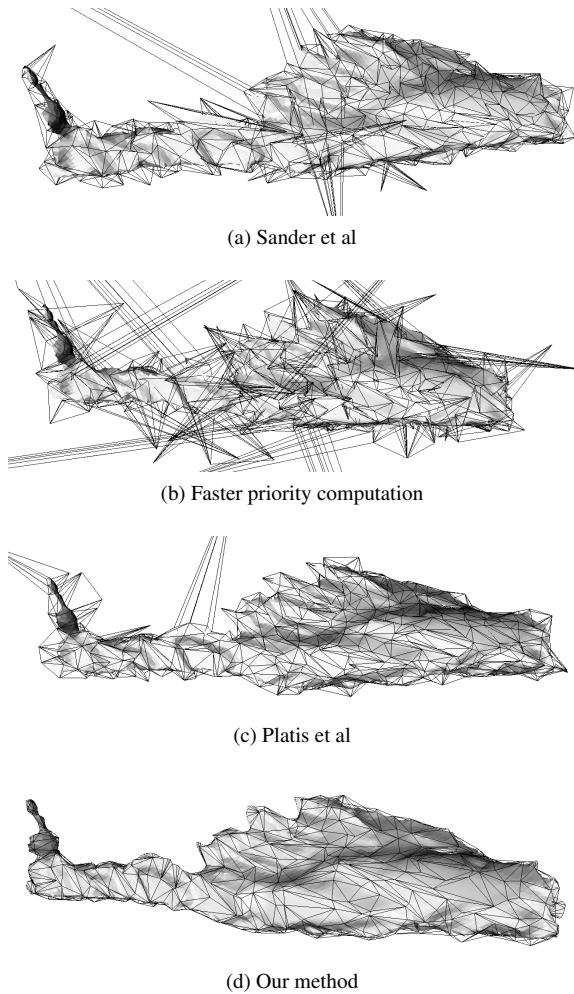 (a) Sander et al
(b) Faster priority computation
(c) Platis et al
(d) Our method